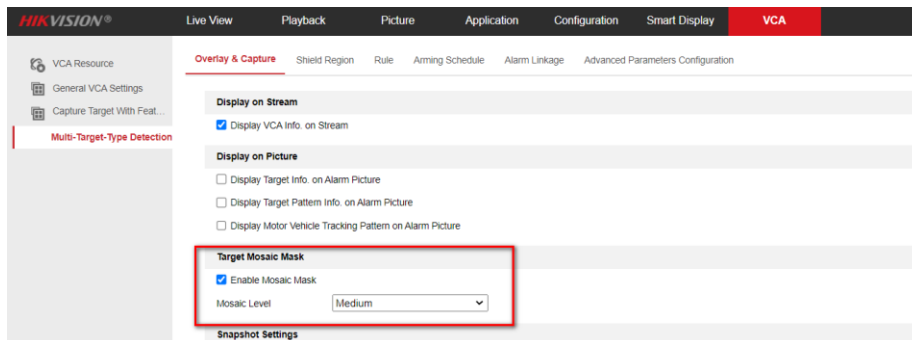 HIKVISION®
Live View Playback Picture Application Configuration Smart Display VCA
VCA Resource
General VCA Settings
Capture Target With Feat...
Multi-Target-Type Detection
Overlay & Capture Shield Region Rule Arming Schedule Alarm Linkage Advanced Parameters Configuration
Display on Stream
Display VCA Info. on Stream
Display on Picture
Display Target Info. on Alarm Picture
Display Target Pattern Info. on Alarm Picture
Display Motor Vehicle Tracking Pattern on Alarm Picture
Target Mosaic Mask
Enable Mosaic Mask
Mosaic Level Medium
Snapshot Settings